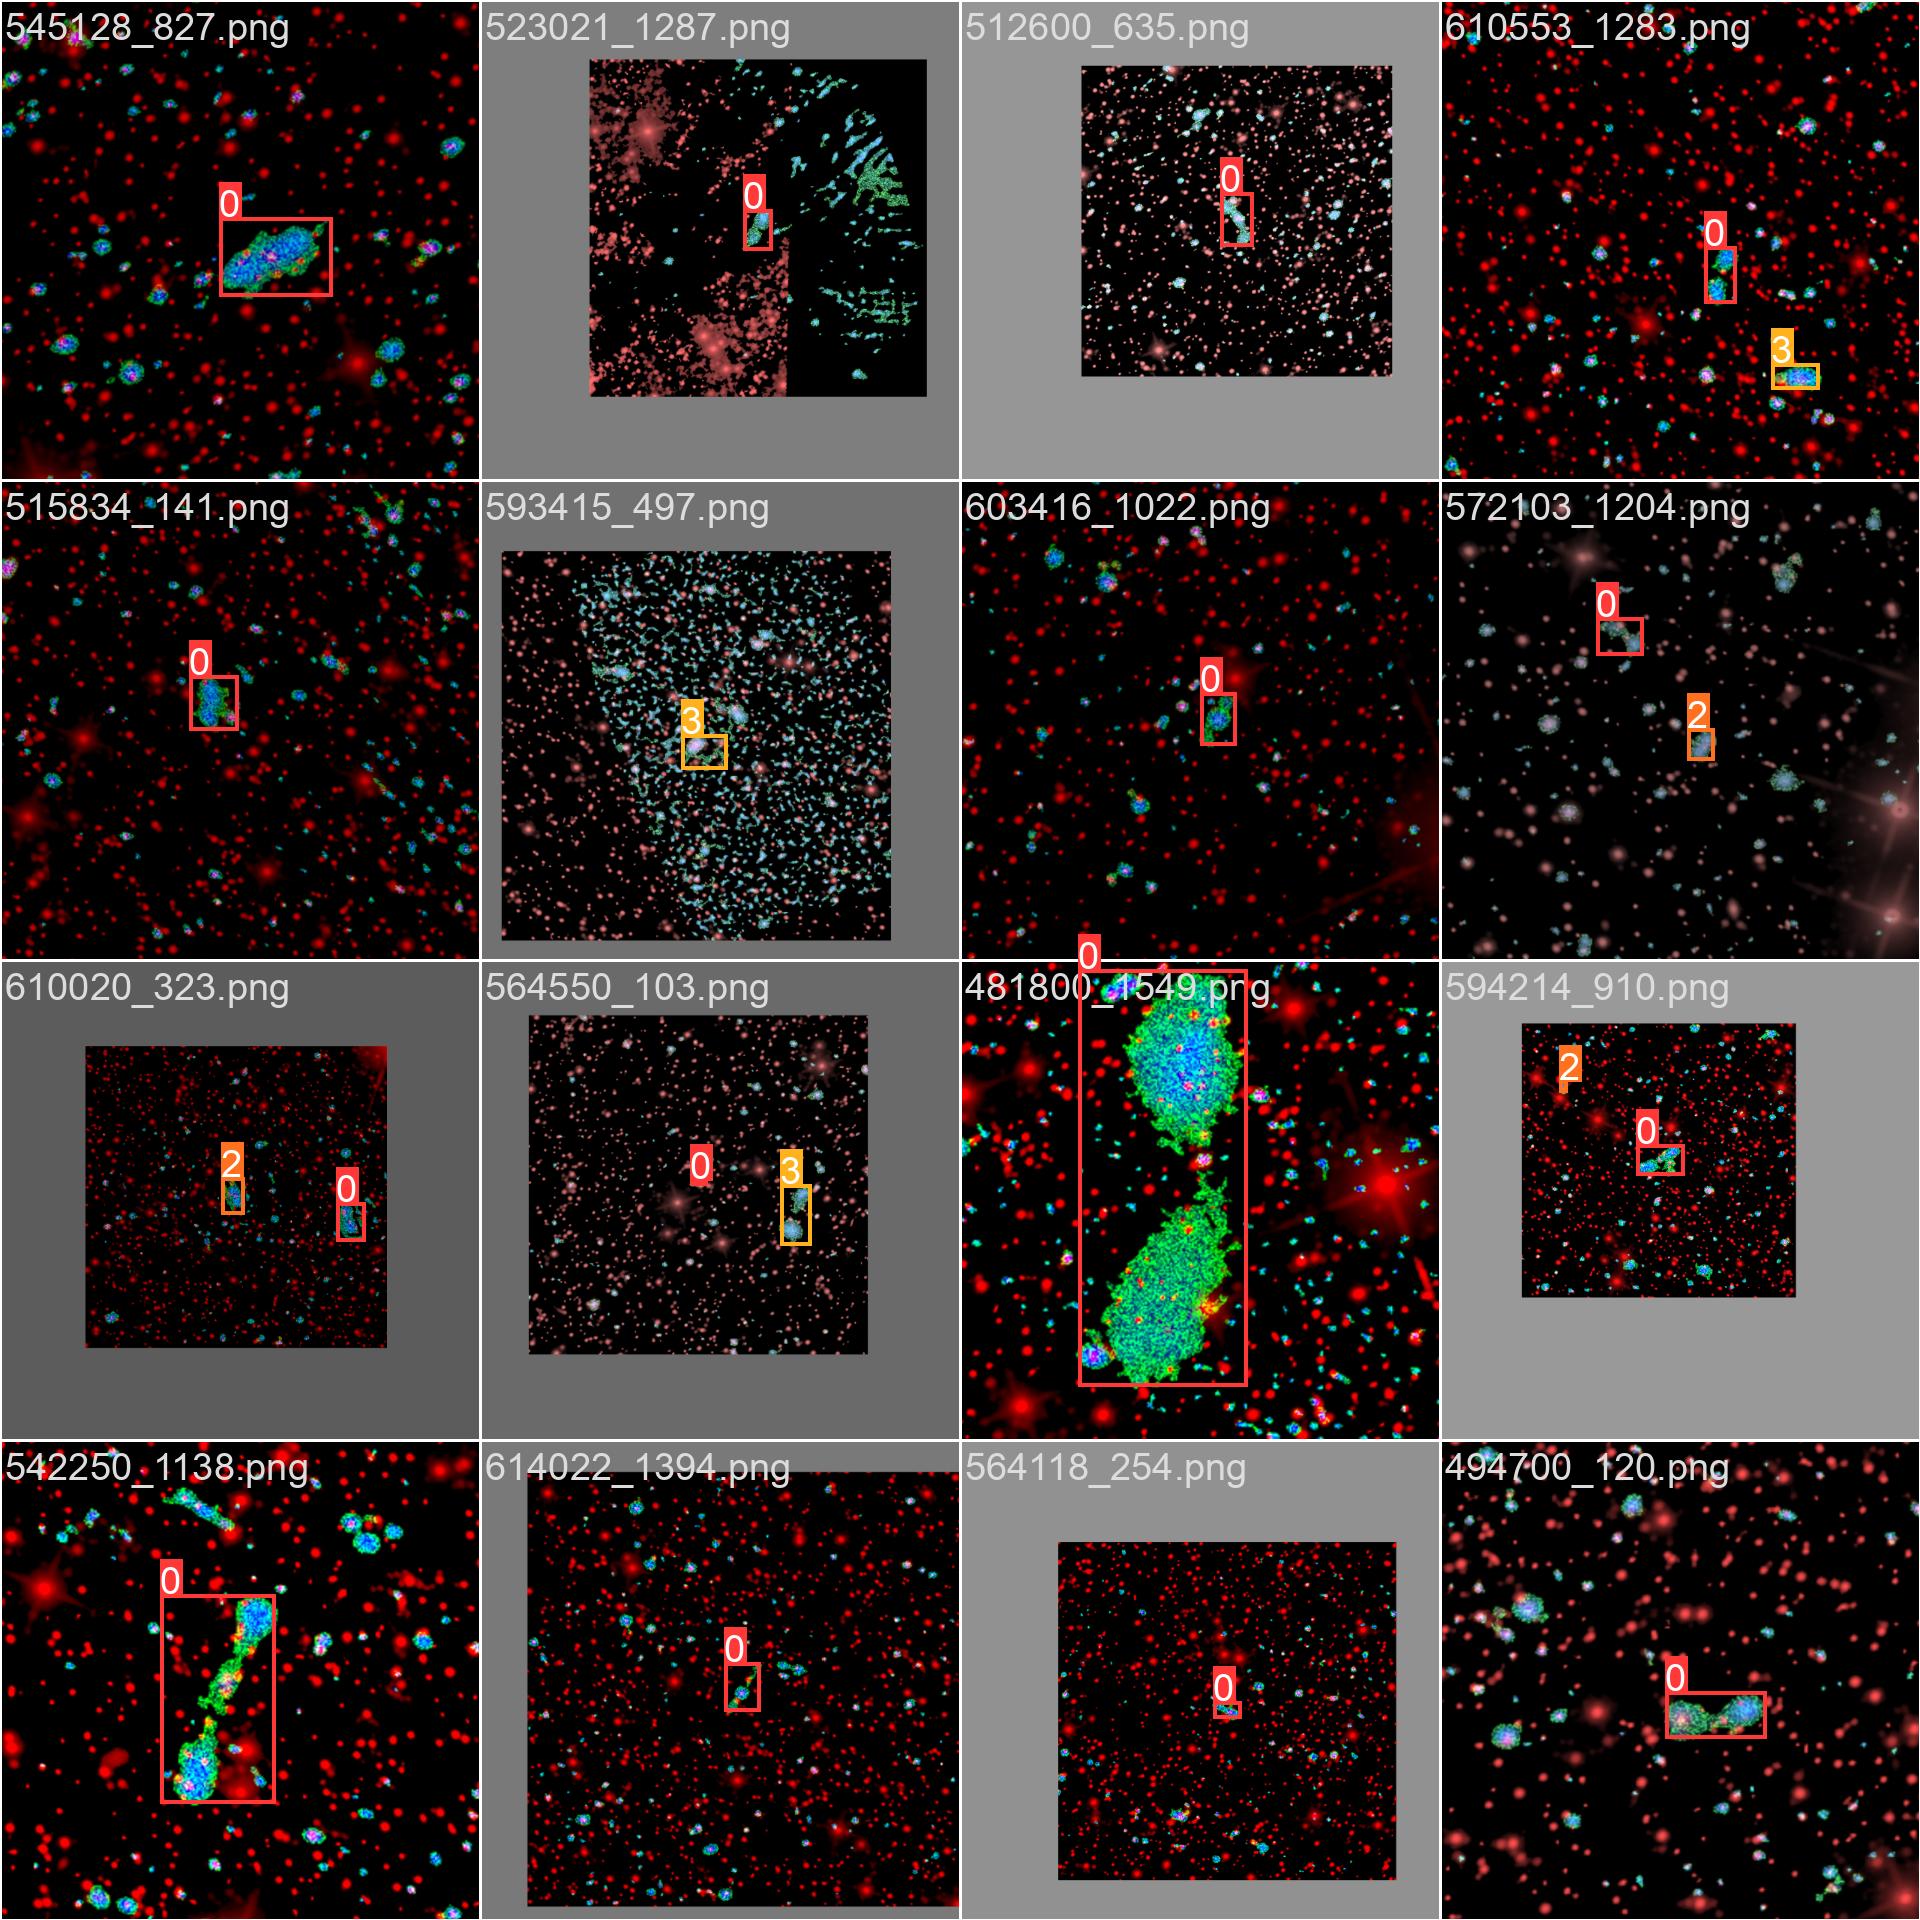 545128_827.png
523021_1287.png
512600_635.png
610553_1283.png
0
0
0
0
3
515834_141.png
593415_497.png
603416_1022.png
572103_1204.png
0
3
0
0
2
610020_323.png
564550_103.png
481800_1549.png
594214_910.png
2
0
0
3
0
2
0
542250_1138.png
614022_1394.png
564118_254.png
494700_120.png
0
0
0
0